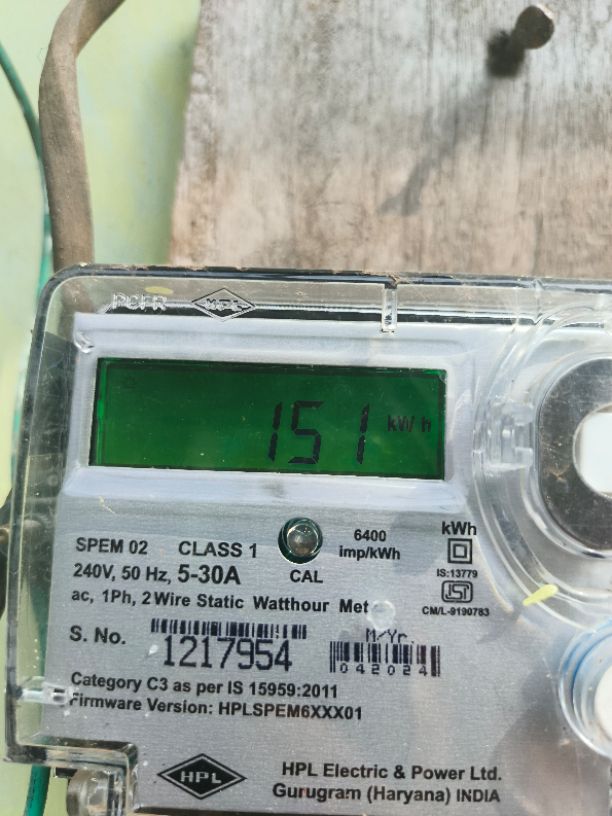 HPL
151 kWh
SPEM 02 CLASS 1
6400
imp/kWh
kWh
240V, 50 Hz, 5-30A
CAL
IS:13779
ISI
CM/L-9190783
ac, 1Ph, 2 Wire Static Watthour Met
S. No.
1217954
M/Yr.
042024
Category C3 as per IS 15959:2011
Firmware Version: HPLSPEM6XXX01
HPL
HPL Electric & Power Ltd.
Gurugram (Haryana) INDIA